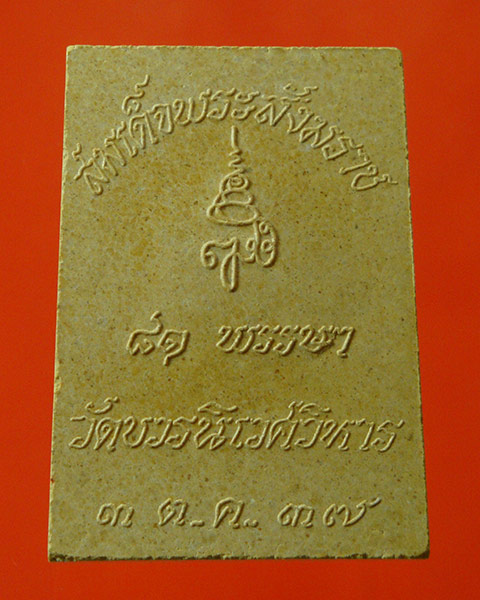 สมเด็จพระสังฆราช
๘๑ พรรษา
วัดบวรนิเวศวิหาร
๓ ต.ค. ๓๗